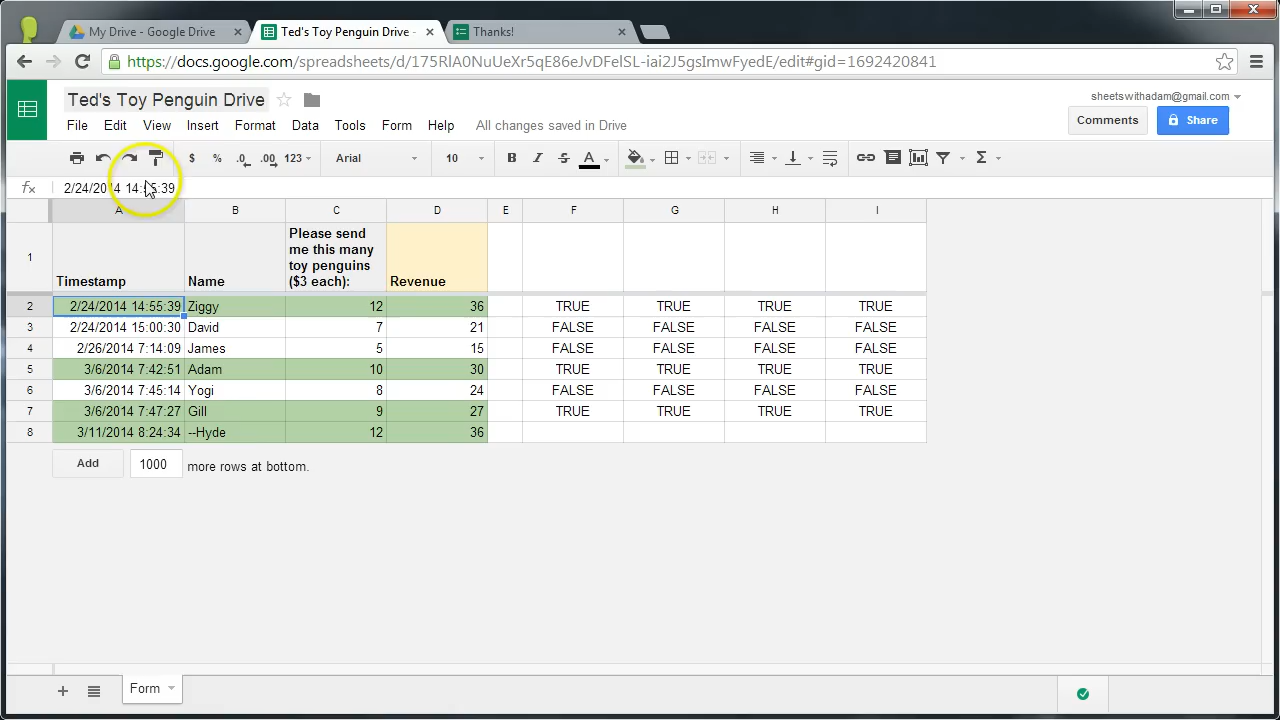 My Drive - Google Drive
Ted's Toy Penguin Drive -
Thanks!
https://docs.google.com/spreadsheets/d/175RlA0NuUeXr5qE86eJvDFelSL-iai2J5gsImwFyedE/edit#gid=1692420841
Ted's Toy Penguin Drive
sheetswithadam@gmail.com
File Edit View Insert Format Data Tools Form Help All changes saved in Drive
Comments
Share
$ % .0 .00 123 Arial 10 B I S A Σ
fx 2/24/2014 14:55:39
A B C D E F G H I
1 Timestamp Name Please send me this many toy penguins ($3 each): Revenue
2 2/24/2014 14:55:39 Ziggy 12 36 TRUE TRUE TRUE TRUE
3 2/24/2014 15:00:30 David 7 21 FALSE FALSE FALSE FALSE
4 2/26/2014 7:14:09 James 5 15 FALSE FALSE FALSE FALSE
5 3/6/2014 7:42:51 Adam 10 30 TRUE TRUE TRUE TRUE
6 3/6/2014 7:45:14 Yogi 8 24 FALSE FALSE FALSE FALSE
7 3/6/2014 7:47:27 Gill 9 27 TRUE TRUE TRUE TRUE
8 3/11/2014 8:24:34 --Hyde 12 36
Add 1000 more rows at bottom.
Form